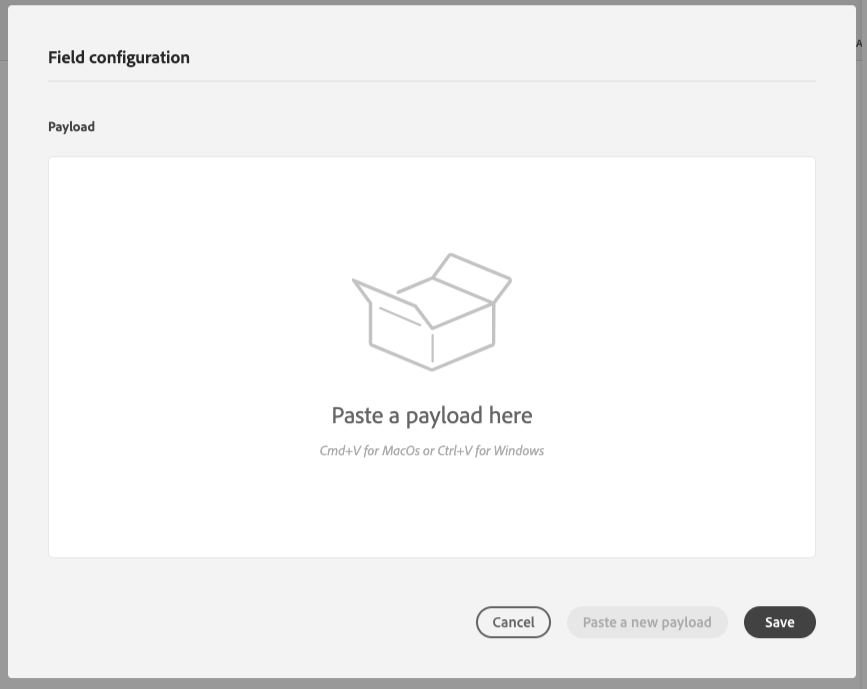 Field configuration
Payload
Paste a payload here
Cmd+V for MacOs or Ctrl+V for Windows
Cancel
Paste a new payload
Save
A